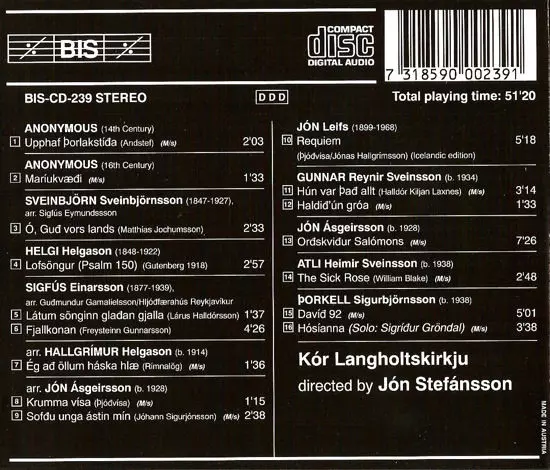 BIS
COMPACT
disc
DIGITAL AUDIO
7 318590 002391
BIS-CD-239 STEREO
DDD
Total playing time: 51'20
ANONYMOUS (14th Century)
1 Upphaf Þorlakstíða (Andstef) (M/s) 2'03
ANONYMOUS (16th Century)
2 Maríukvæði (M/s) 1'33
SVEINBJÖRN Sveinbjörnsson (1847-1927),
arr. Sigfús Eymundssson
3 Ó, Guð vors lands (Matthías Jochumsson) 2'33
HELGI Helgason (1848-1922)
4 Lofsöngur (Psalm 150) (Gutenberg 1918) 2'57
SIGFÚS Einarsson (1877-1939),
arr. Guðmundur Gamalielsson/Hljóðfærahús Reykjavíkur
5 Látum sönginn glaðan gjalla (Lárus Halldórsson) 1'37
6 Fjallkonan (Freysteinn Gunnarsson) 4'26
arr. HALLGRÍMUR Helgason (b. 1914)
7 Ég að öllum háska hlæ (Rímnalög) (M/s) 1'36
arr. JÓN Ásgeirsson (b. 1928)
8 Krumma vísa (Þjóðvísa) (M/s) 1'15
9 Sofðu unga ástin mín (Jóhann Sigurjónsson) (M/s) 2'38
JÓN Leifs (1899-1968)
10 Requiem 5'18
(Þjóðvísa/Jónas Hallgrímsson) (Icelandic edition)
GUNNAR Reynir Sveinsson (b. 1934)
11 Hún var það allt (Halldór Kiljan Laxnes) (M/s) 3'14
12 Haldið'ún gróa (M/s) 1'33
JÓN Ásgeirsson (b. 1928)
13 Orðskviður Salómons (M/s) 7'26
ATLI Heimir Sveinsson (b. 1938)
14 The Sick Rose (William Blake) (M/s) 2'48
ÞORKELL Sigurbjörnsson (b. 1938)
15 Davíð 92 (M/s) 5'01
16 Hósíanna (Solo: Sigríður Gröndal) (M/s) 3'38
Kór Langholtskirkju
directed by Jón Stefánsson
MADE IN AUSTRIA